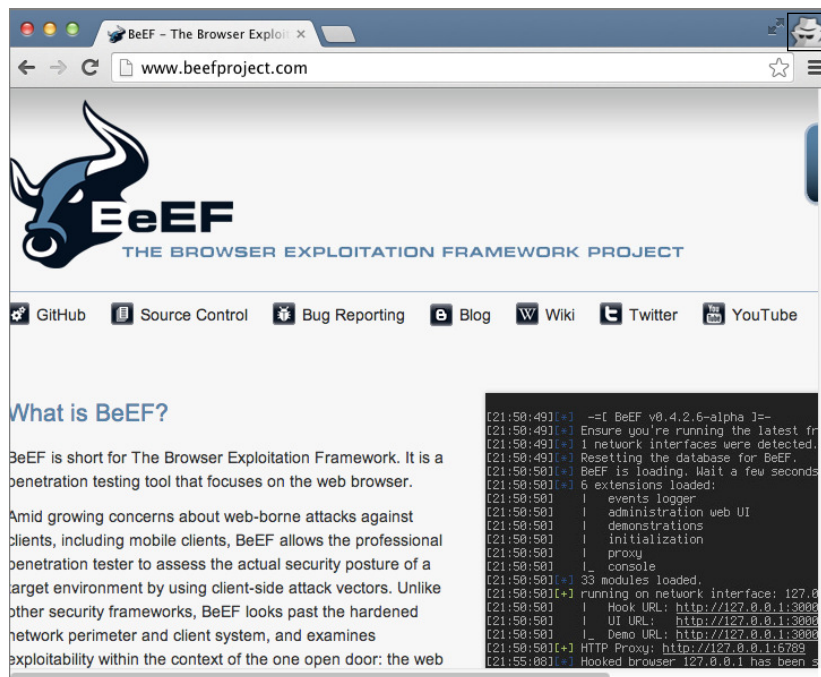 BeEF – The Browser Exploit
www.beefproject.com
BeEF
THE BROWSER EXPLOITATION FRAMEWORK PROJECT
GitHub Source Control Bug Reporting Blog Wiki Twitter YouTube
What is BeEF?
BeEF is short for The Browser Exploitation Framework. It is a
penetration testing tool that focuses on the web browser.
Amid growing concerns about web-borne attacks against
clients, including mobile clients, BeEF allows the professional
penetration tester to assess the actual security posture of a
target environment by using client-side attack vectors. Unlike
other security frameworks, BeEF looks past the hardened
network perimeter and client system, and examines
exploitability within the context of the one open door: the web
[21:50:49][*] -=[ BeEF v0.4.2.6-alpha ]=-
[21:50:49][*] Ensure you're running the latest fr
[21:50:49][*] 1 network interfaces were detected.
[21:50:49][*] Resetting the database for BeEF.
[21:50:50][*] BeEF is loading. Wait a few seconds
[21:50:50][*] 6 extensions loaded:
[21:50:50] | events logger
[21:50:50] | administration web UI
[21:50:50] | demonstrations
[21:50:50] | initialization
[21:50:50] | proxy
[21:50:50] |_ console
[21:50:50][*] 33 modules loaded.
[21:50:50][+] running on network interface: 127.0
[21:50:50] | Hook URL: http://127.0.0.1:3000
[21:50:50] | UI URL: http://127.0.0.1:3000
[21:50:50] |_ Demo URL: http://127.0.0.1:3000
[21:50:50][+] HTTP Proxy: http://127.0.0.1:6789
[21:55:08][*] Hooked browser 127.0.0.1 has been s